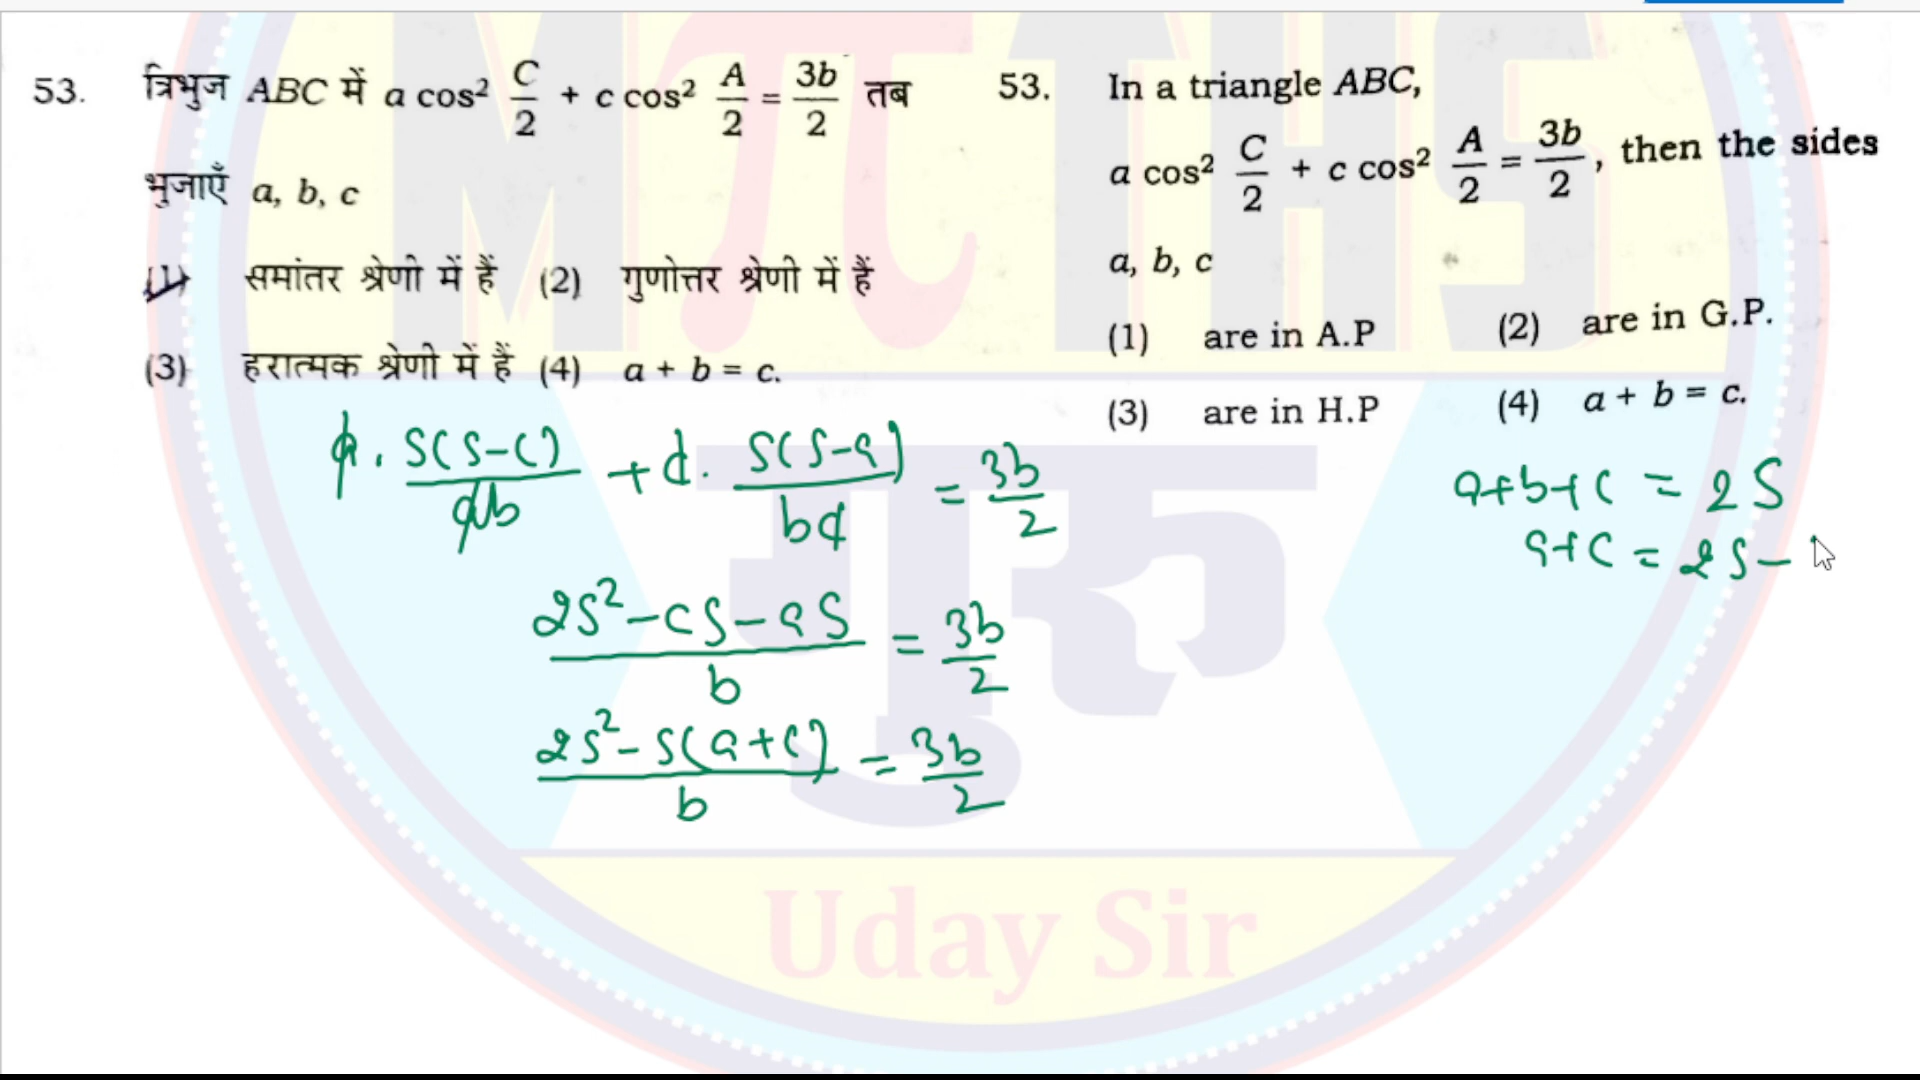 53. त्रिभुज ABC में a cos² C/2 + c cos² A/2 = 3b/2 तब
भुजाएँ a, b, c
(1) समांतर श्रेणी में हैं (2) गुणोत्तर श्रेणी में हैं
(3) हरात्मक श्रेणी में हैं (4) a + b = c.
53. In a triangle ABC,
a cos² C/2 + c cos² A/2 = 3b/2, then the sides
a, b, c
(1) are in A.P (2) are in G.P.
(3) are in H.P (4) a + b = c.
a. s(s-c)/ab + c. s(s-a)/bc = 3b/2
2s²-cs-as/b = 3b/2
2s²-s(a+c)/b = 3b/2
a+b+c = 2s
a+c = 2s-
MπTHS
गुरु
Uday Sir